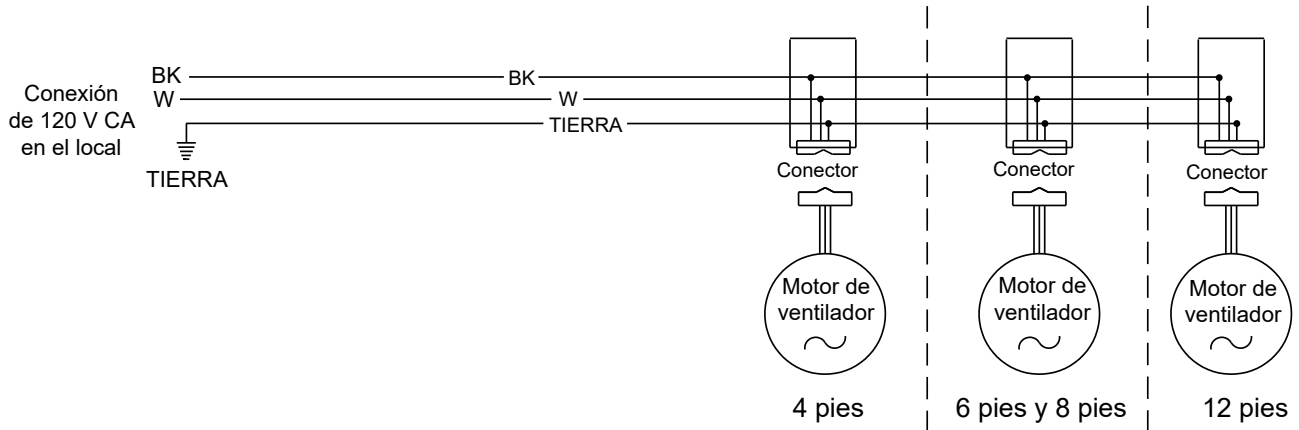 Conexión
de 120 V CA
en el local
BK
W
TIERRA
BK
W
TIERRA
Conector
Conector
Conector
Motor de
ventilador
Motor de
ventilador
Motor de
ventilador
4 pies
6 pies y 8 pies
12 pies